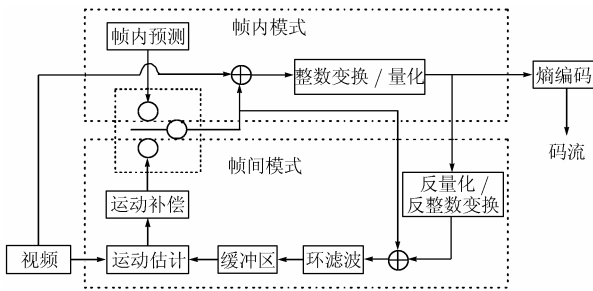 帧内预测
帧内模式
整数变换 / 量化
熵编码
码流
帧间模式
反量化 /
反整数变换
运动补偿
视频
运动估计
缓冲区
环滤波